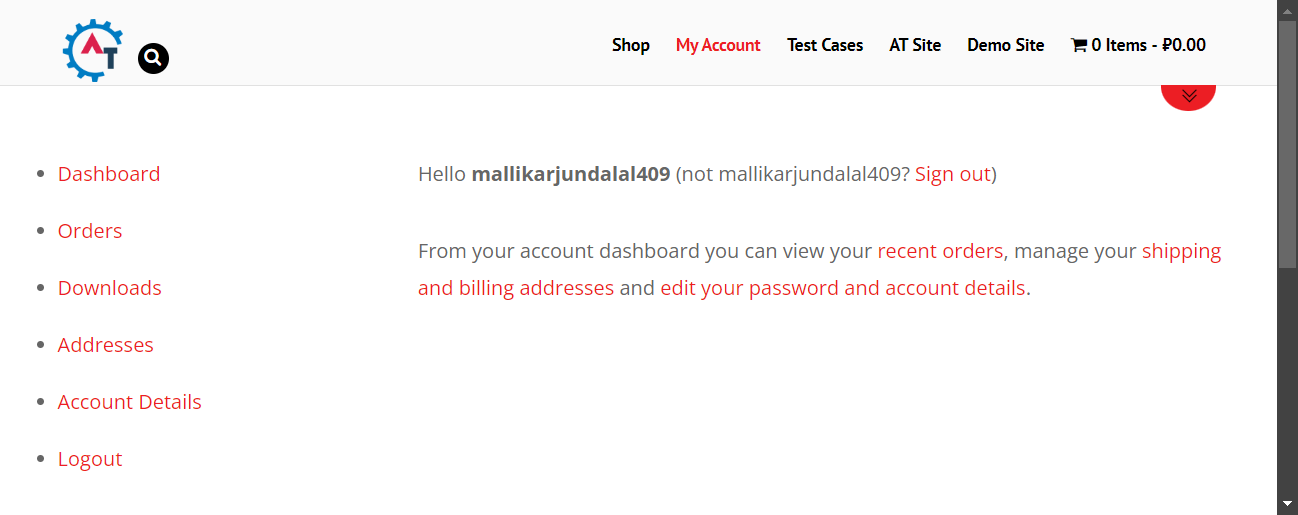 AT
Shop My Account Test Cases AT Site Demo Site 0 Items - ₽0.00
Dashboard
Orders
Downloads
Addresses
Account Details
Logout
Hello mallikarjundalal409 (not mallikarjundalal409? Sign out)
From your account dashboard you can view your recent orders, manage your shipping
and billing addresses and edit your password and account details.